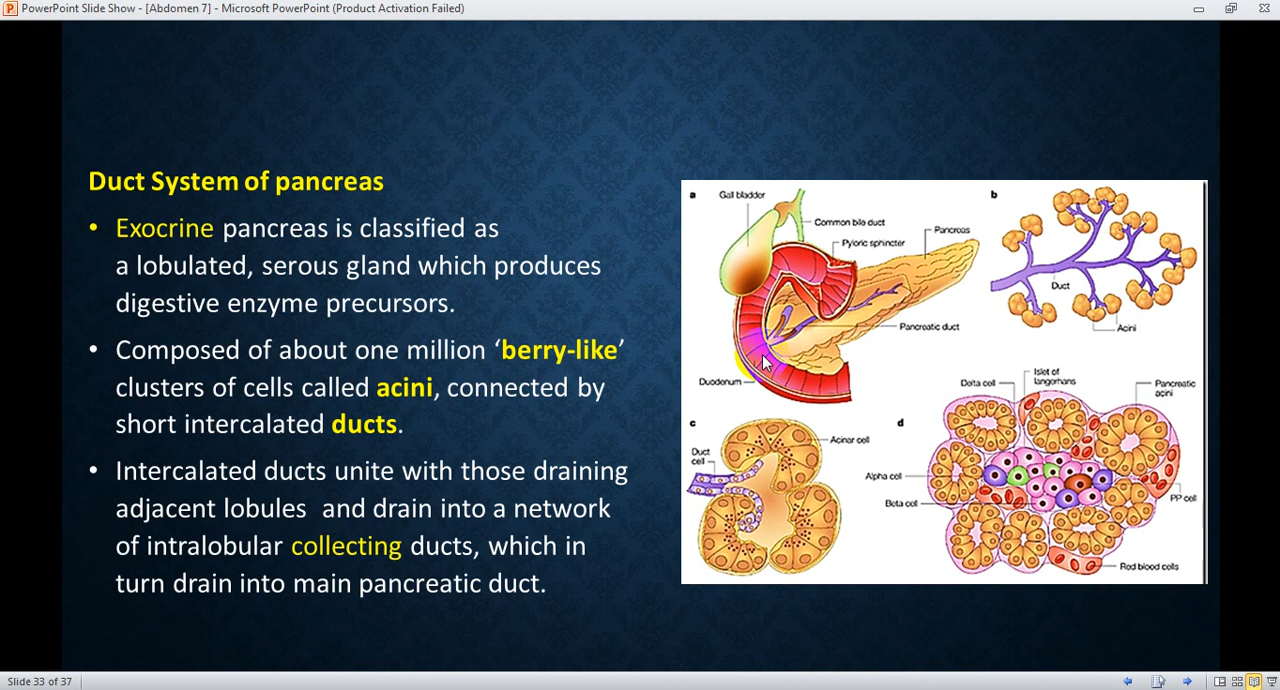 PowerPoint Slide Show - [Abdomen 7] - Microsoft PowerPoint (Product Activation Failed)
Duct System of pancreas
• Exocrine pancreas is classified as
a lobulated, serous gland which produces
digestive enzyme precursors.
• Composed of about one million ‘berry-like’
clusters of cells called acini, connected by
short intercalated ducts.
• Intercalated ducts unite with those draining
adjacent lobules and drain into a network
of intralobular collecting ducts, which in
turn drain into main pancreatic duct.
a
Gall bladder
Common bile duct
Pyloric sphincter
Pancreas
Pancreatic duct
Duodenum
b
Duct
Acini
c
Duct
cell
Acinar cell
d
Delta cell
Islet of
langerhans
Pancreatic
acini
Alpha cell
Beta cell
PP cell
Red blood cells
Slide 33 of 37